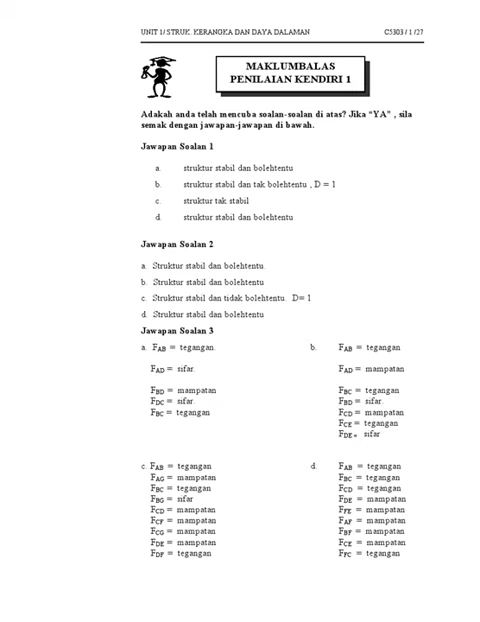 UNIT 1/ STRUK. KERANGKA DAN DAYA DALAMAN C5303 / 1 /27
MAKLUMBALAS
PENILAIAN KENDIRI 1
Adakah anda telah mencuba soalan-soalan di atas? Jika “YA” , sila
semak dengan jawapan-jawapan di bawah.
Jawapan Soalan 1
a. struktur stabil dan bolehtentu
b. struktur stabil dan tak bolehtentu , D = 1
c. struktur tak stabil
d. struktur stabil dan bolehtentu
Jawapan Soalan 2
a. Struktur stabil dan bolehtentu.
b. Struktur stabil dan bolehtentu
c. Struktur stabil dan tidak bolehtentu. D= 1
d. Struktur stabil dan bolehtentu
Jawapan Soalan 3
a. FAB = tegangan.
FAD = sifar.
FBD = mampatan
FDC = sifar.
FBC = tegangan
b. FAB = tegangan
FAD = mampatan
FBC = tegangan
FBD = sifar.
FCD = mampatan
FCE = tegangan
FDE = sifar
c. FAB = tegangan
FAG = mampatan
FBC = tegangan
FBG = sifar
FCD = mampatan
FCF = mampatan
FCG = mampatan
FDE = mampatan
FDF = tegangan
d. FAB = tegangan
FBC = tegangan
FCD = tegangan
FDE = mampatan
FFE = mampatan
FAF = mampatan
FBF = mampatan
FCE = mampatan
FFC = tegangan